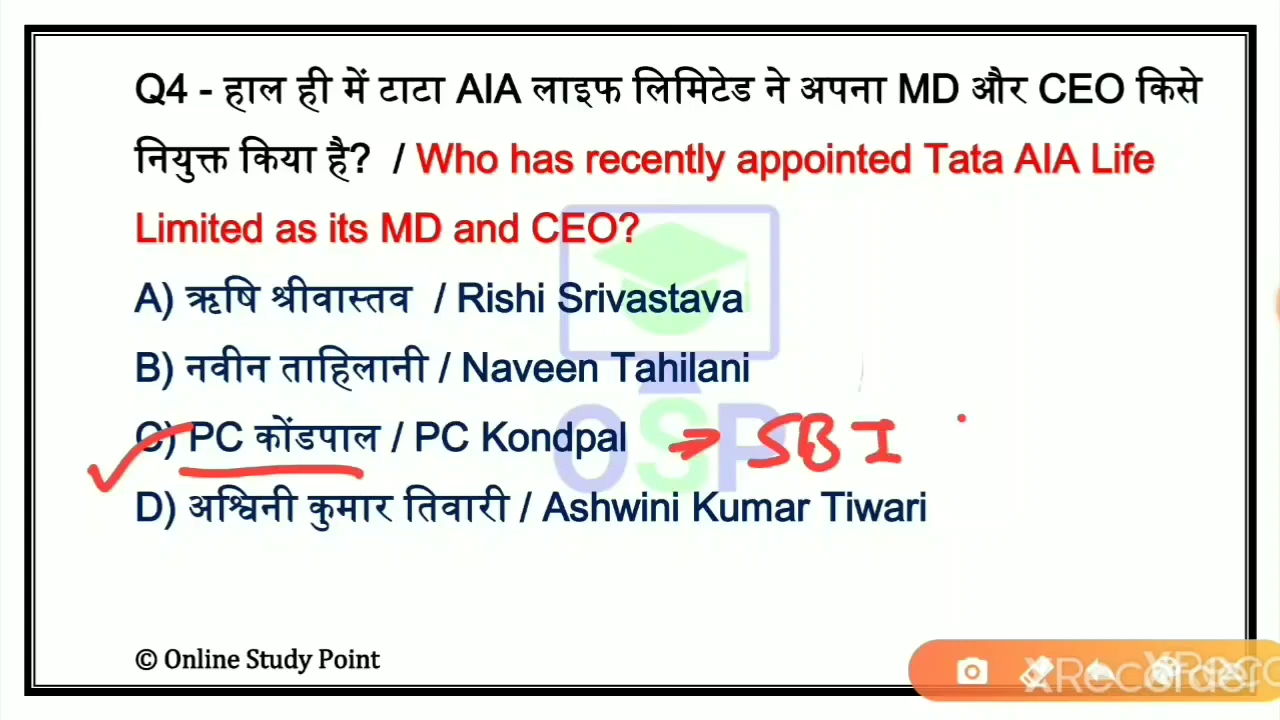 Q4 - हाल ही में टाटा AIA लाइफ लिमिटेड ने अपना MD और CEO किसे
नियुक्त किया है? / Who has recently appointed Tata AIA Life
Limited as its MD and CEO?
A) ऋषि श्रीवास्तव / Rishi Srivastava
B) नवीन ताहिलानी / Naveen Tahilani
C) PC कोंडपाल / PC Kondpal → SBI
D) अश्विनी कुमार तिवारी / Ashwini Kumar Tiwari
OSP
© Online Study Point
XRecorder